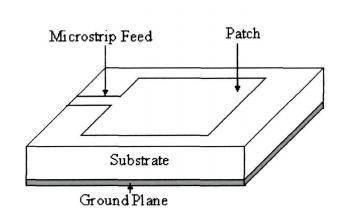 Microstrip Feed
Patch
Substrate
Ground Plane